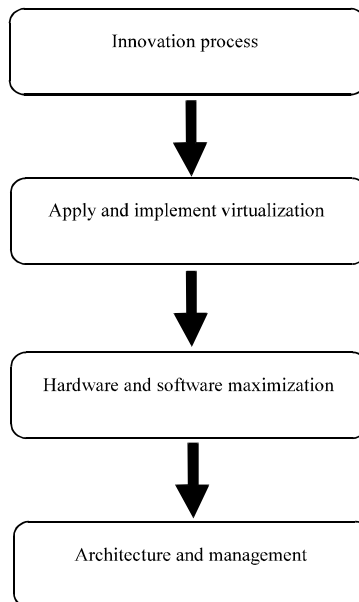 Innovation process
Apply and implement virtualization
Hardware and software maximization
Architecture and management